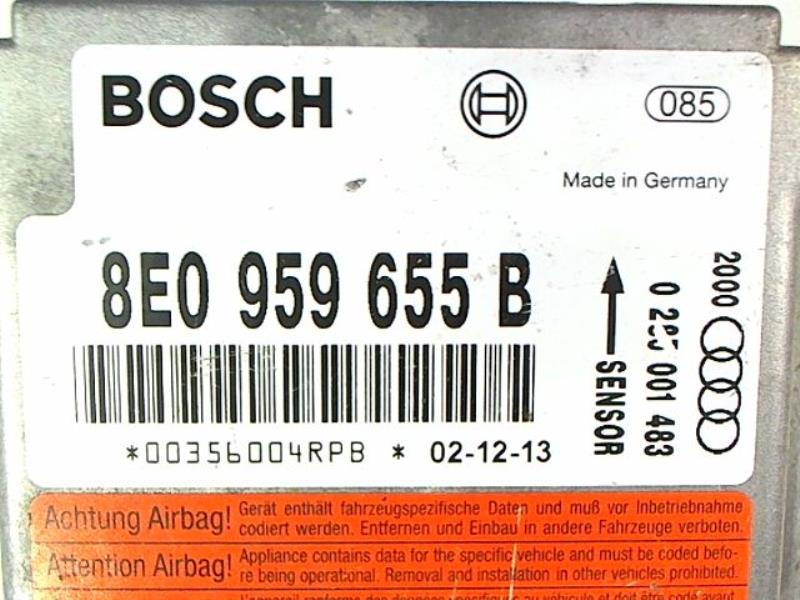 BOSCH
085
Made in Germany
8E0 959 655 B
*00356004RPB * 02-12-13
SENSOR
001 483
2000
Achtung Airbag! Gerät enthält fahrzeugspezifische Daten und muß vor Inbetriebnahme
codiert werden. Entfernen und Einbau in andere Fahrzeuge verboten.
Attention Airbag! Appliance contains data for the specific vehicle and must be coded befo-
re being operational. Removal and installation in other vehicles prohibited.